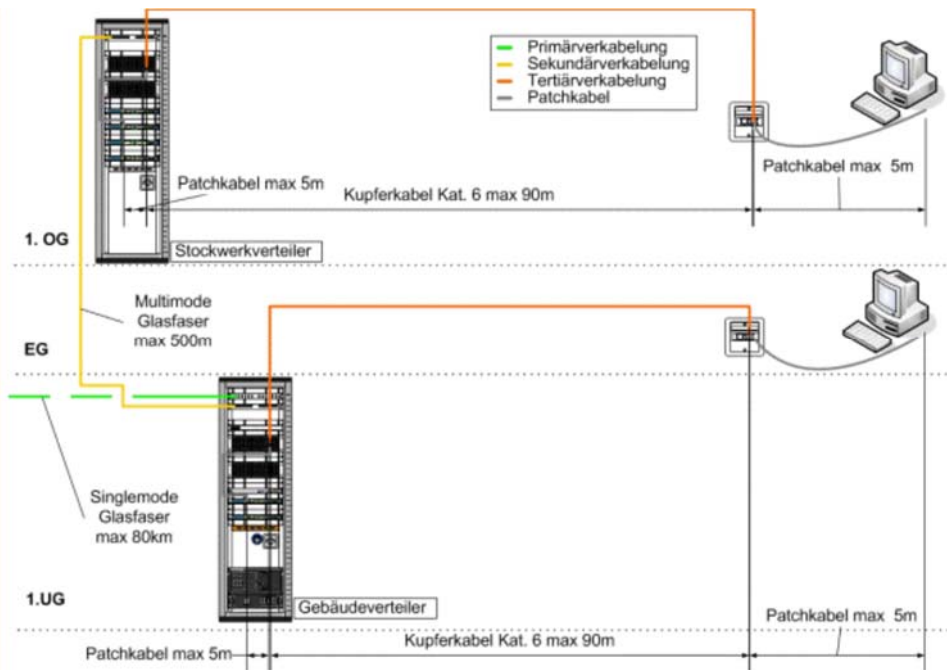 Primärverkabelung
Sekundärverkabelung
Tertiärverkabelung
Patchkabel
Patchkabel max 5m
Kupferkabel Kat. 6 max 90m
Patchkabel max 5m
1. OG
Stockwerkverteiler
Multimode
Glasfaser
max 500m
EG
Singlemode
Glasfaser
max 80km
1.UG
Gebäudeverteiler
Patchkabel max 5m
Kupferkabel Kat. 6 max 90m
Patchkabel max 5m